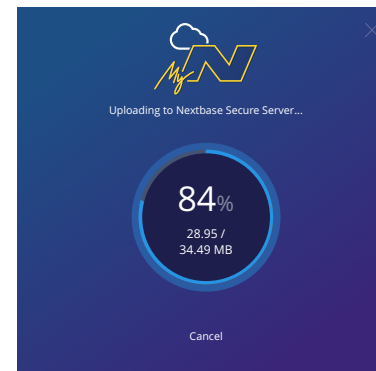 My N
Uploading to Nextbase Secure Server...
84%
28.95 /
34.49 MB
Cancel